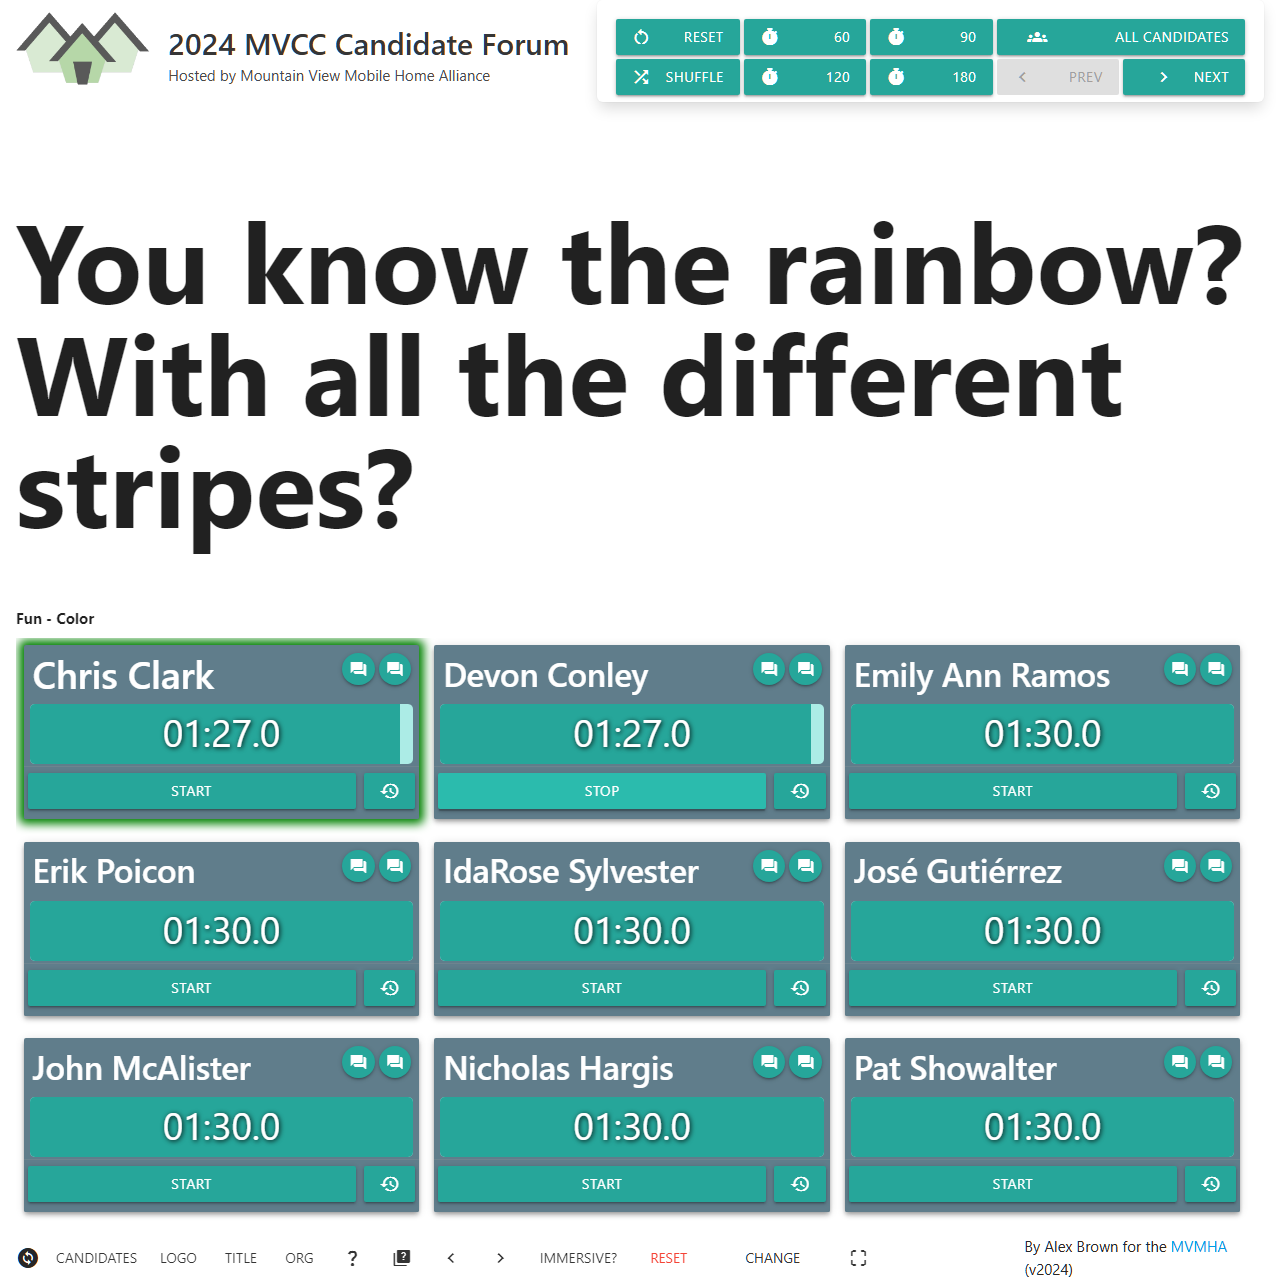 2024 MVCC Candidate Forum
Hosted by Mountain View Mobile Home Alliance
RESET 60 90 ALL CANDIDATES
SHUFFLE 120 180 PREV NEXT
You know the rainbow?
With all the different
stripes?
Fun - Color
Chris Clark Devon Conley Emily Ann Ramos
01:27.0 01:27.0 01:30.0
START STOP START
Erik Poicon IdaRose Sylvester José Gutiérrez
01:30.0 01:30.0 01:30.0
START START START
John McAlister Nicholas Hargis Pat Showalter
01:30.0 01:30.0 01:30.0
START START START
CANDIDATES LOGO TITLE ORG ? IMMERSIVE? RESET CHANGE
By Alex Brown for the MVMHA
(v2024)